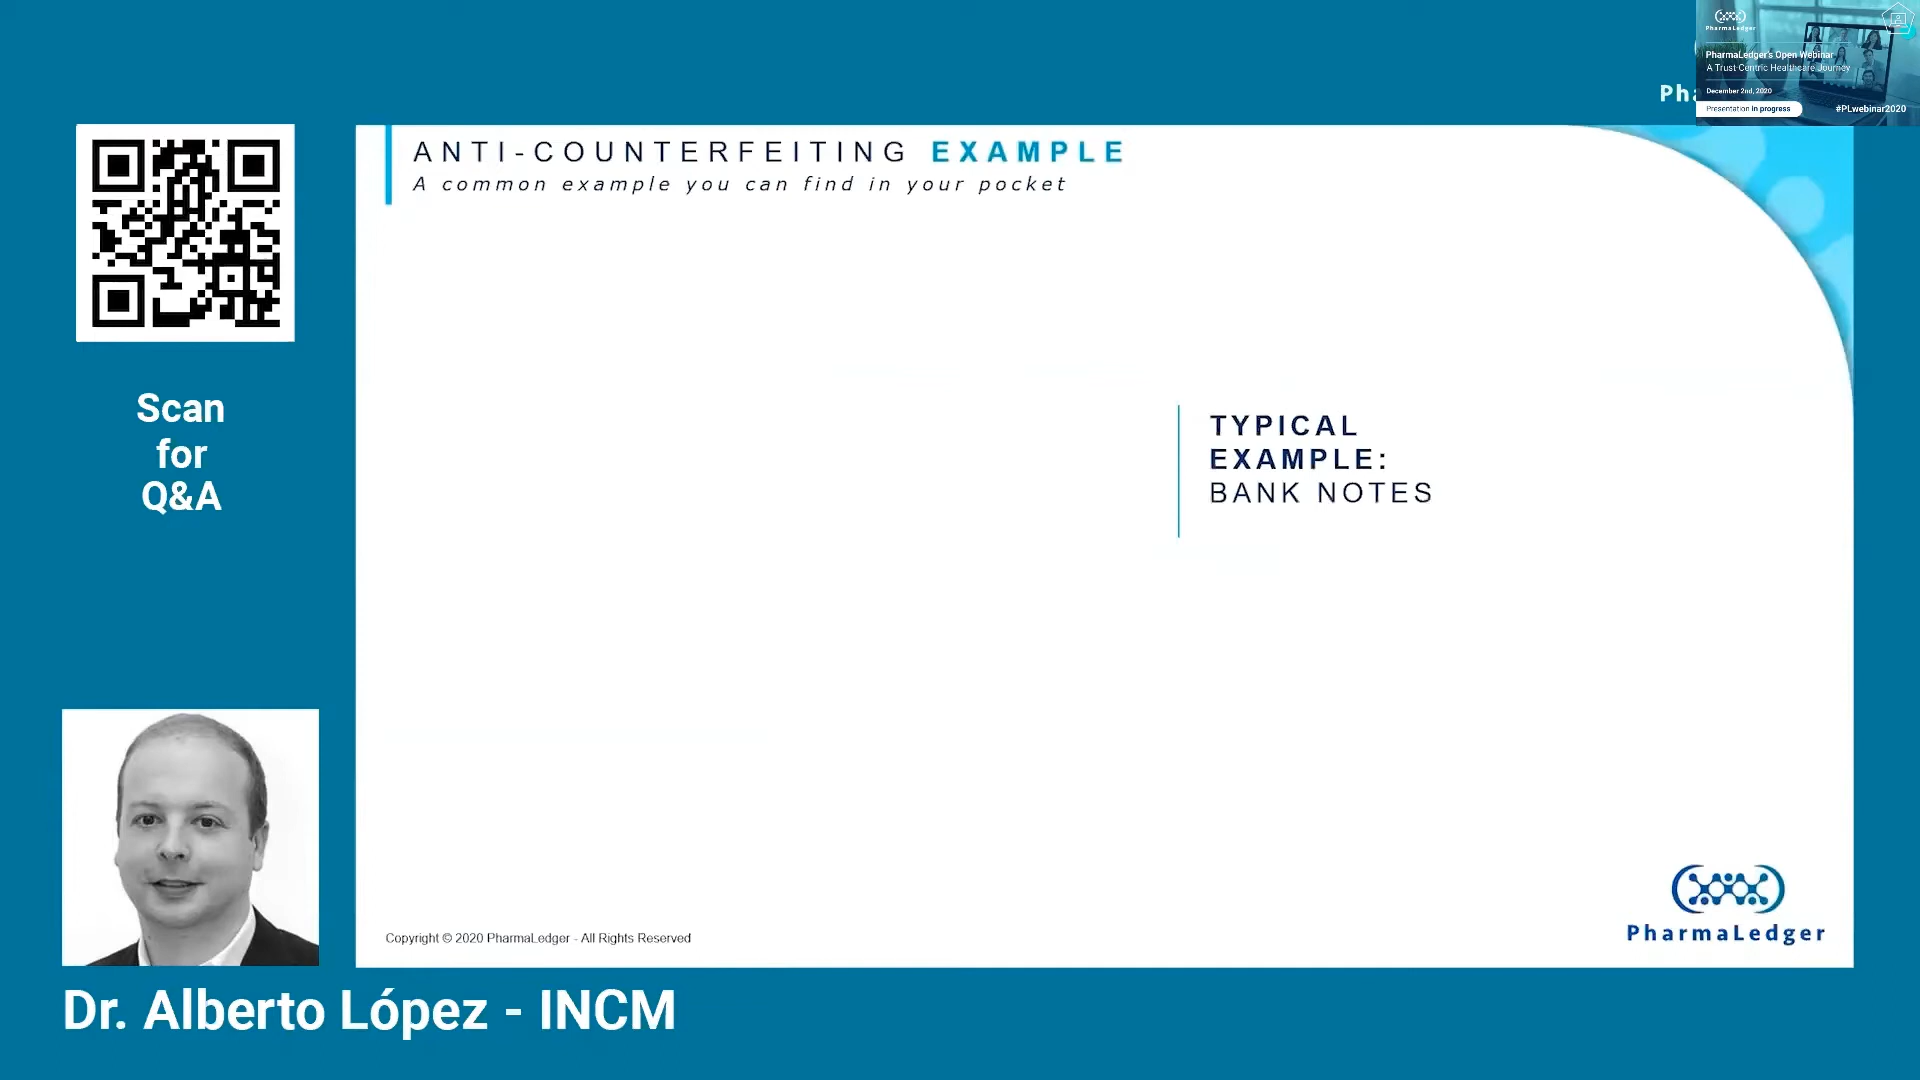 PharmaLedger
PharmaLedger's Open Webinar
A Trust-Centric Healthcare Journey
December 2nd, 2020
Presentation in progress
#PLwebinar2020
Pha
ANTI-COUNTERFEITING EXAMPLE
A common example you can find in your pocket
Scan
for
Q&A
TYPICAL
EXAMPLE:
BANK NOTES
Copyright © 2020 PharmaLedger - All Rights Reserved
PharmaLedger
Dr. Alberto López - INCM